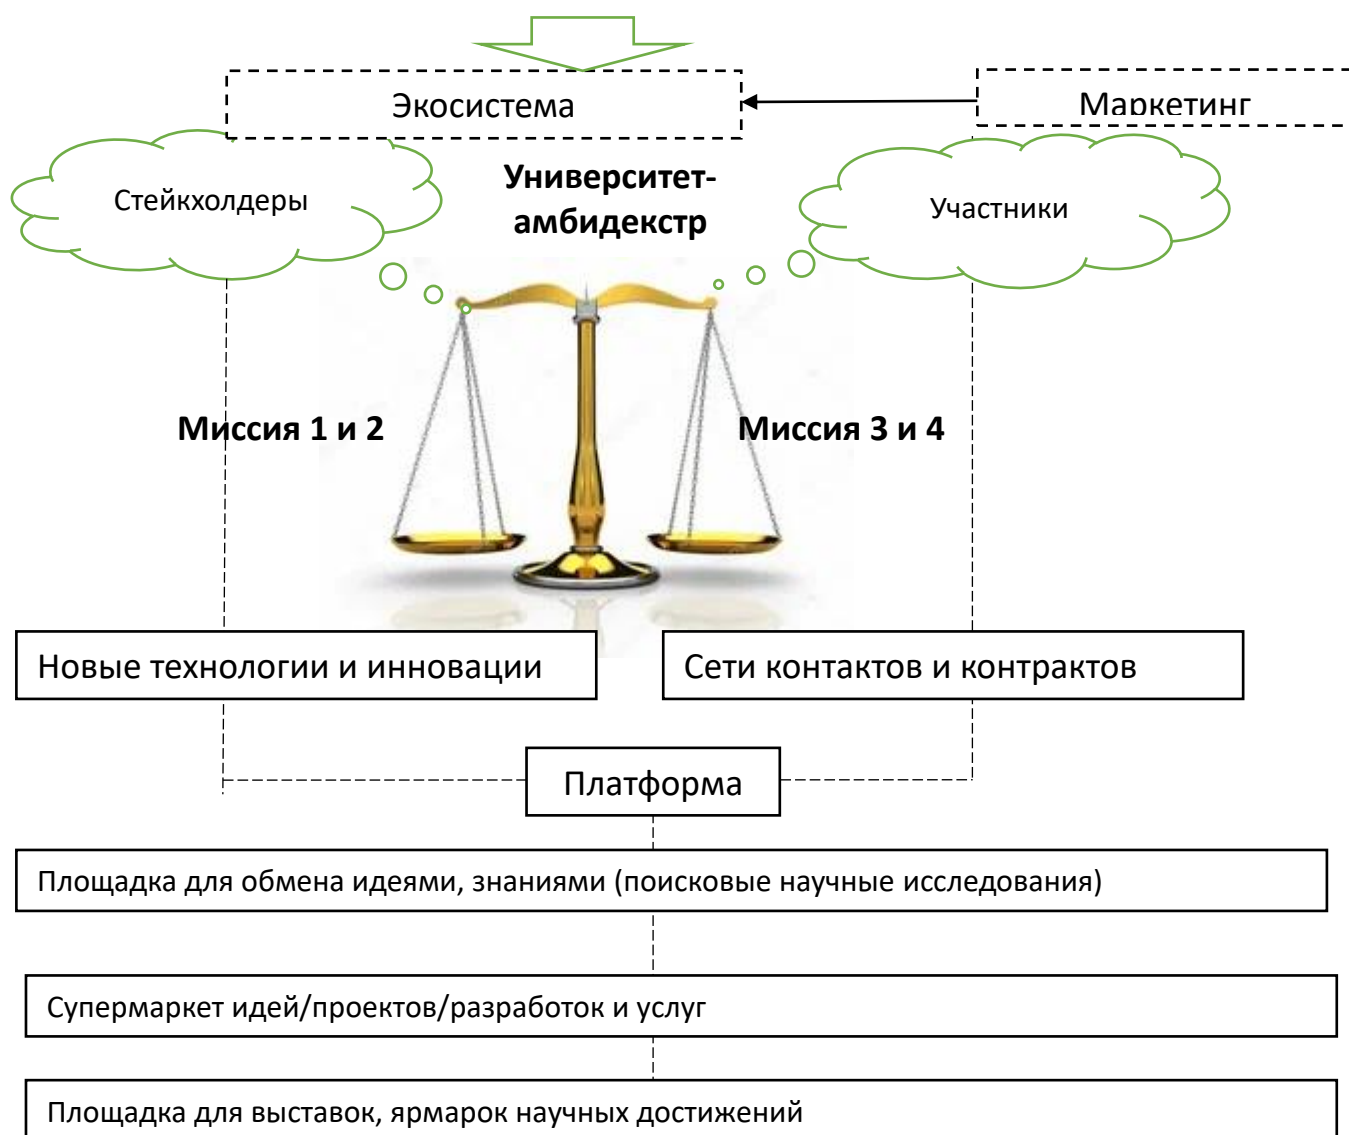 Экосистема
Маркетинг
Стейкхолдеры
Университет-
амбидекстр
Участники
Миссия 1 и 2
Миссия 3 и 4
Новые технологии и инновации
Сети контактов и контрактов
Платформа
Площадка для обмена идеями, знаниями (поисковые научные исследования)
Супермаркет идей/проектов/разработок и услуг
Площадка для выставок, ярмарок научных достижений